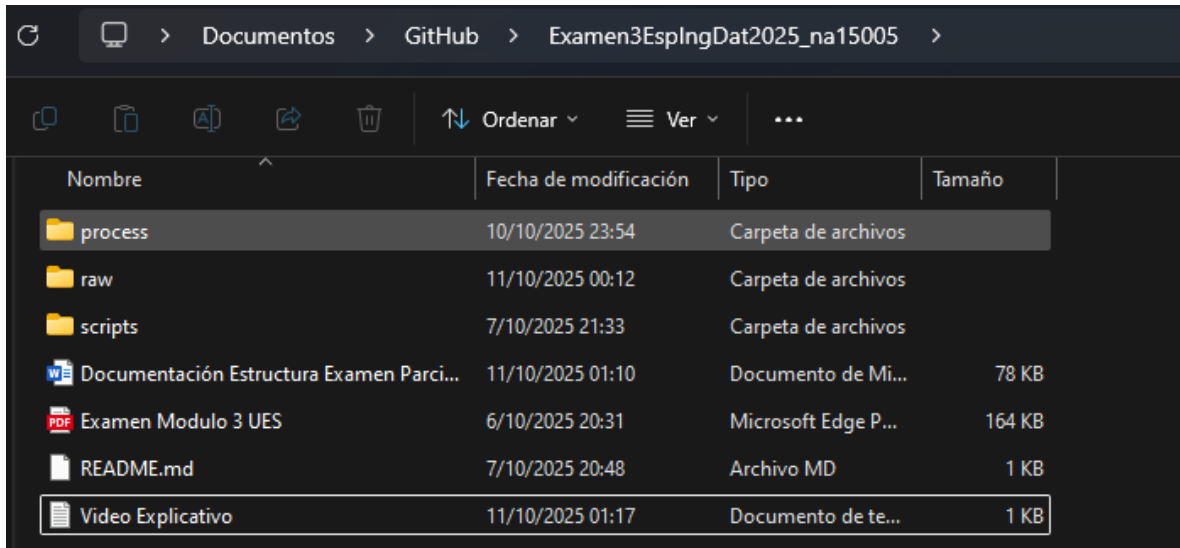 Documentos > GitHub > Examen3EspIngDat2025_na15005 >
Ordenar Ver ...
Nombre Fecha de modificación Tipo Tamaño
process 10/10/2025 23:54 Carpeta de archivos
raw 11/10/2025 00:12 Carpeta de archivos
scripts 7/10/2025 21:33 Carpeta de archivos
Documentación Estructura Examen Parci... 11/10/2025 01:10 Documento de Mi... 78 KB
Examen Modulo 3 UES 6/10/2025 20:31 Microsoft Edge P... 164 KB
README.md 7/10/2025 20:48 Archivo MD 1 KB
Video Explicativo 11/10/2025 01:17 Documento de te... 1 KB